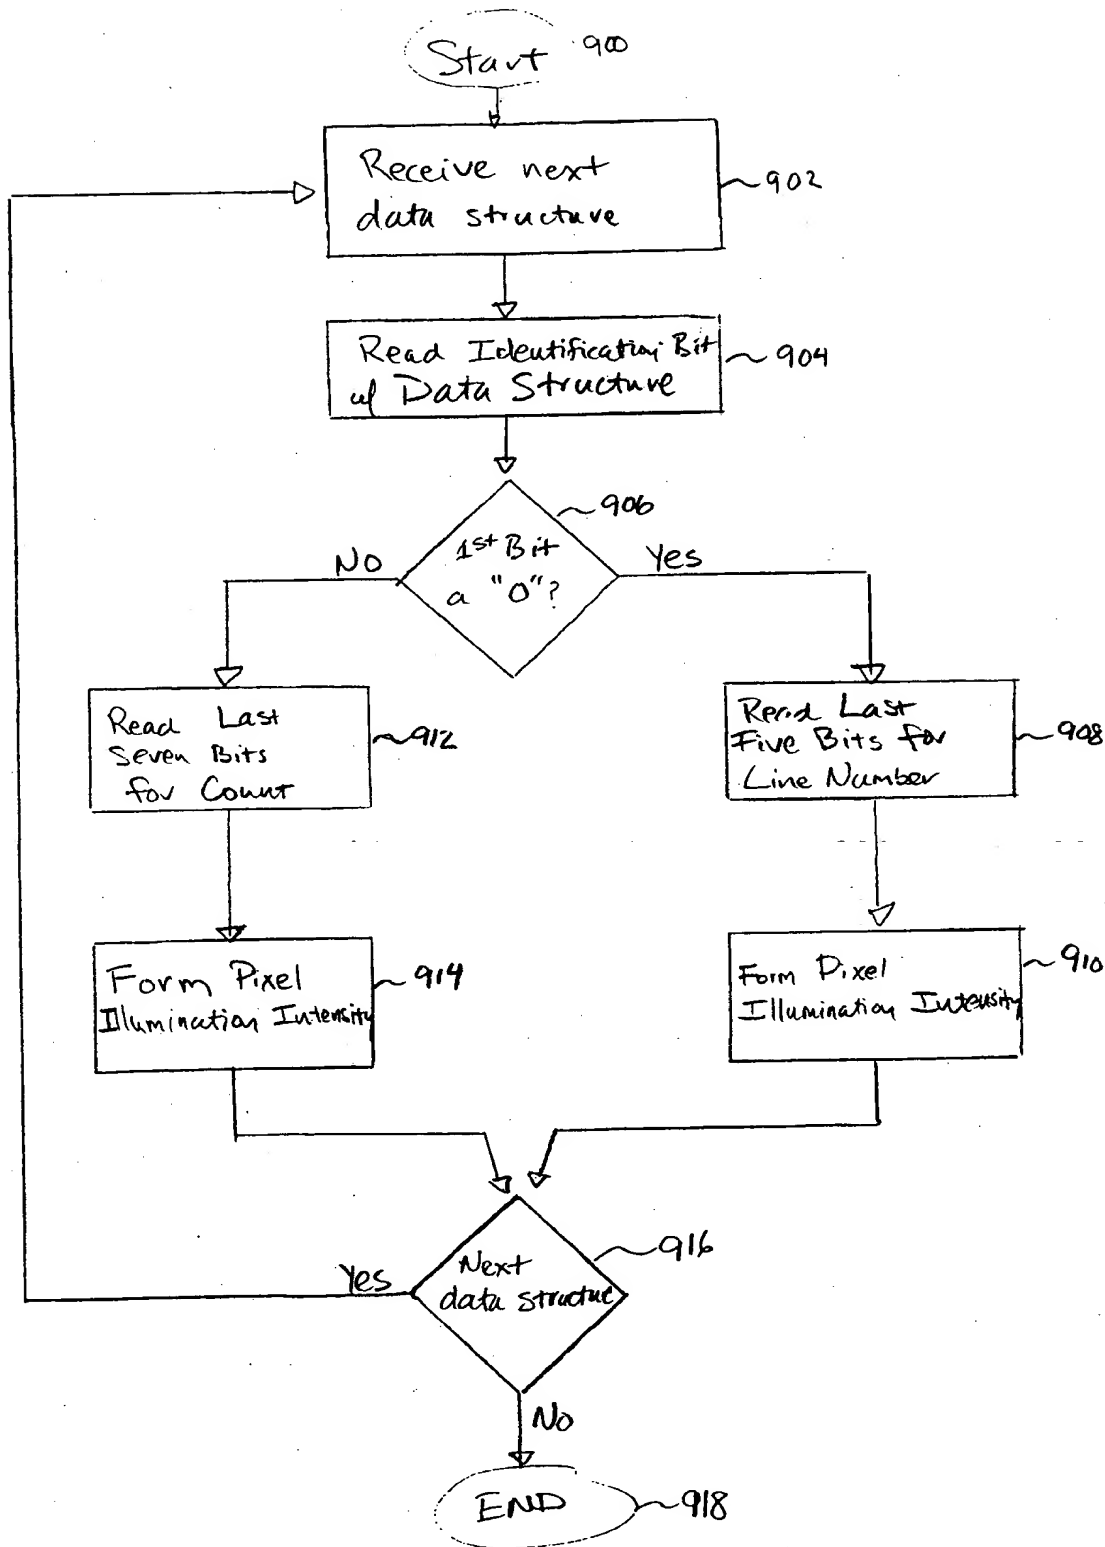 Start 900
Receive next
data structure
902
Read Identification Bit
w/ Data Structure
904
906
1st Bit
a "0"?
No
Yes
Read Last
Seven Bits
for Count
912
Read Last
Five Bits for
Line Number
908
Form Pixel
Illumination Intensity
914
Form Pixel
Illumination Intensity
910
Next
data structure
916
Yes
No
END
918